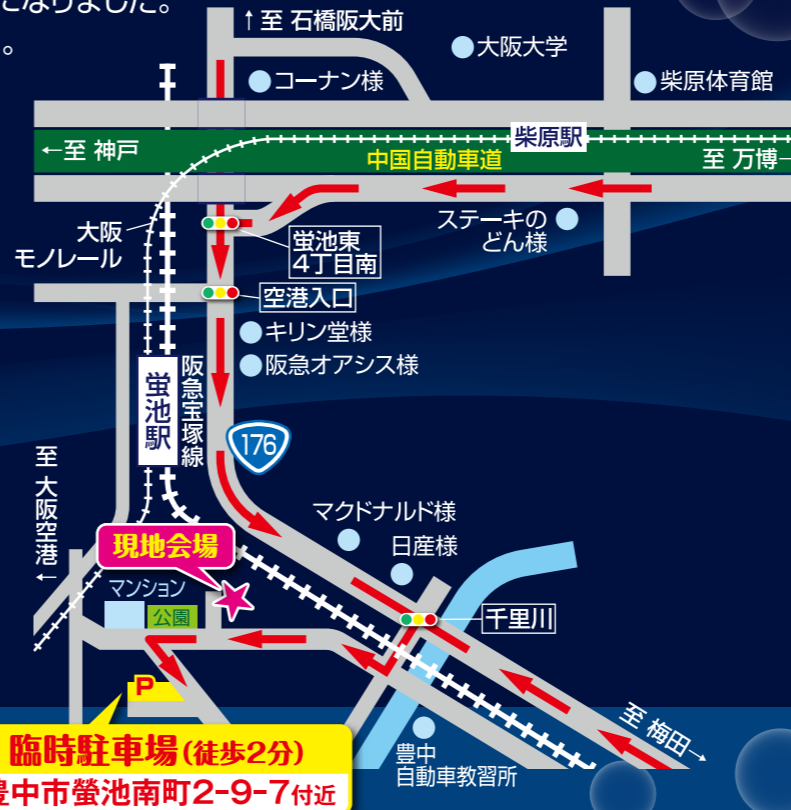 になりました。
。
↑至 石橋阪大前
大阪大学
コーナン様
柴原体育館
←至 神戸
柴原駅
中国自動車道
至 万博
大阪
モノレール
ステーキの
どん様
蛍池東
4丁目南
空港入口
キリン堂様
阪急オアシス様
蛍池駅
阪急宝塚線
176
至 大阪空港←
マクドナルド様
日産様
現地会場
マンション
公園
千里川
P
至 梅田→
豊中
自動車教習所
臨時駐車場(徒歩2分)
豊中市螢池南町2-9-7付近